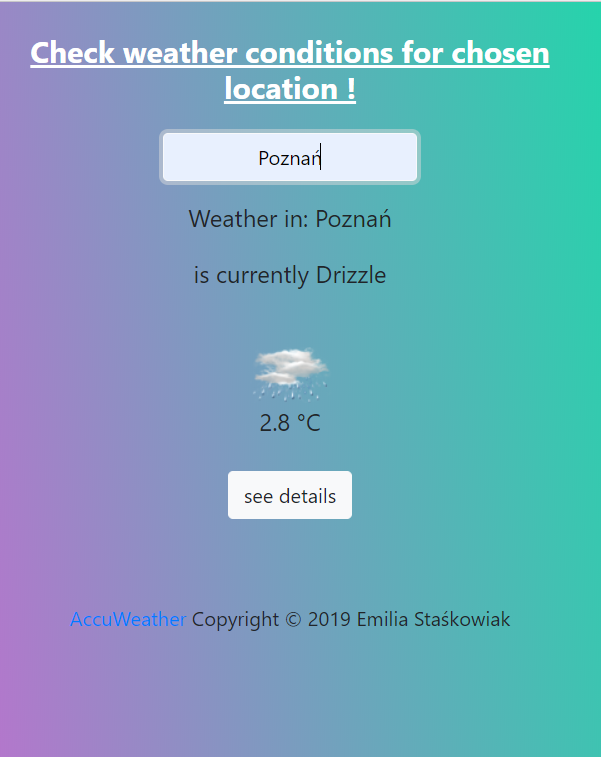 Check weather conditions for chosen
location !
Poznań
Weather in: Poznań
is currently Drizzle
2.8 °C
see details
AccuWeather Copyright © 2019 Emilia Staśkowiak